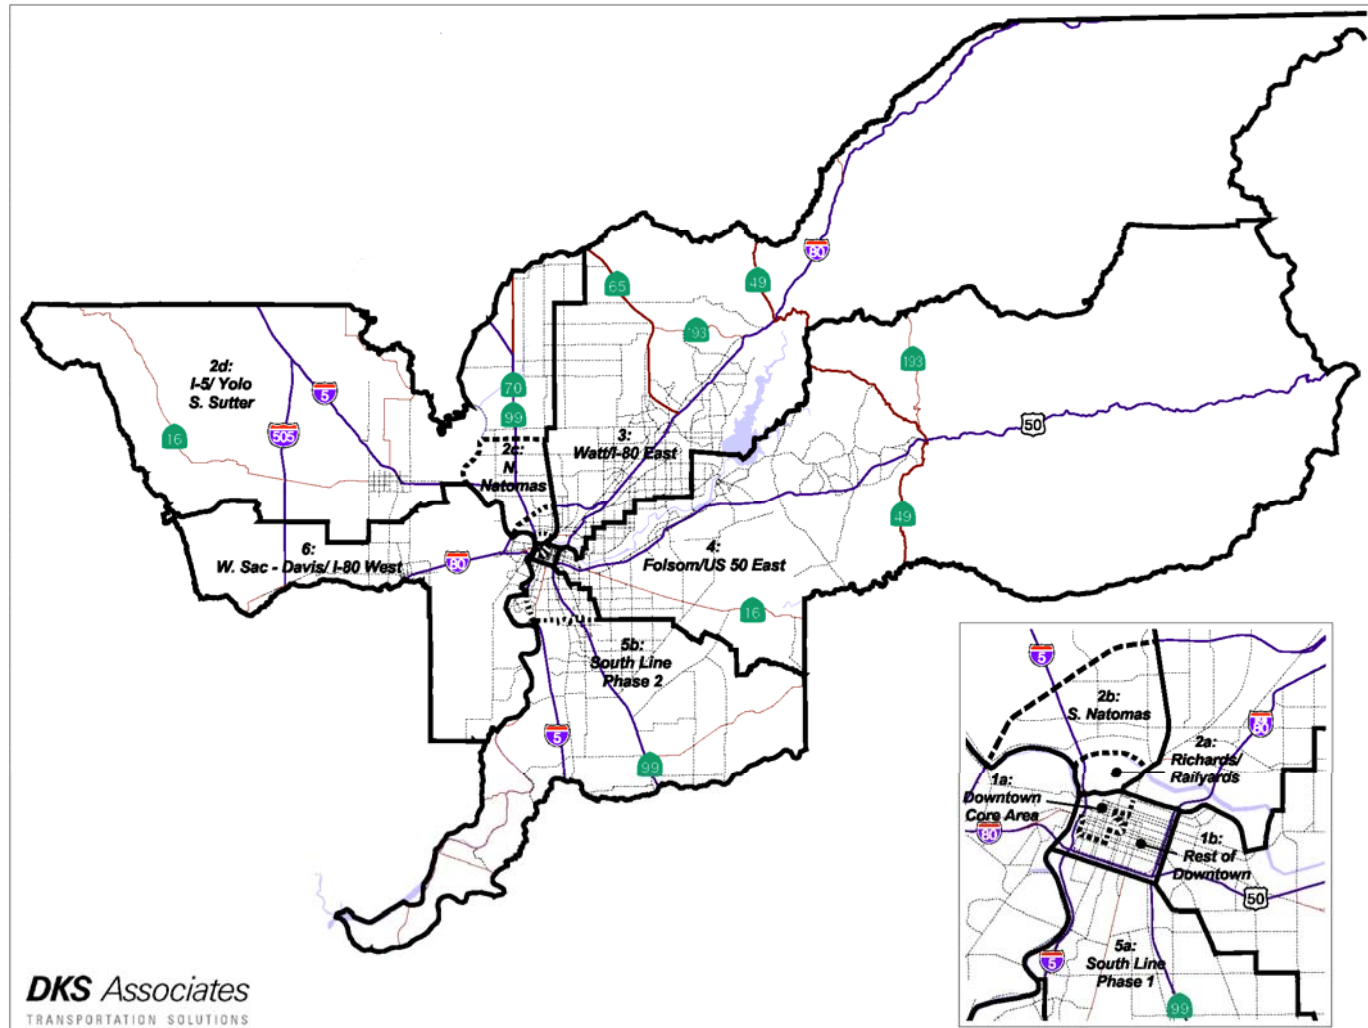 80
65
49
193
2d:
I-5/ Yolo
S. Sutter
5
70
99
193
50
16
505
3:
Watt/I-80 East
2c:
N.
Natomas
49
6:
W. Sac - Davis/ I-80 West
80
4:
Folsom/US 50 East
16
5b:
South Line
Phase 2
5
99
5
2b:
S. Natomas
80
2a:
Richards/
Railyards
1a:
Downtown
Core Area
80
1b:
Rest of
Downtown
50
5a:
South Line
Phase 1
5
99
DKS Associates
TRANSPORTATION SOLUTIONS